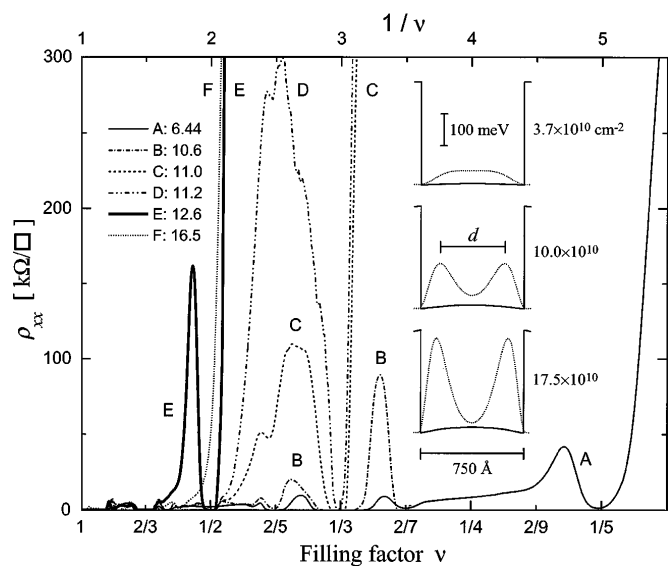 1 / ν
1 2 3 4 5
300
200
100
0
ρxx [ kΩ/□ ]
F E D C
A: 6.44
B: 10.6
C: 11.0
D: 11.2
E: 12.6
F: 16.5
100 meV
3.7×10¹⁰ cm⁻²
d
10.0×10¹⁰
17.5×10¹⁰
750 Å
C
B
E
B
A
1 2/3 1/2 2/5 1/3 2/7 1/4 2/9 1/5
Filling factor ν